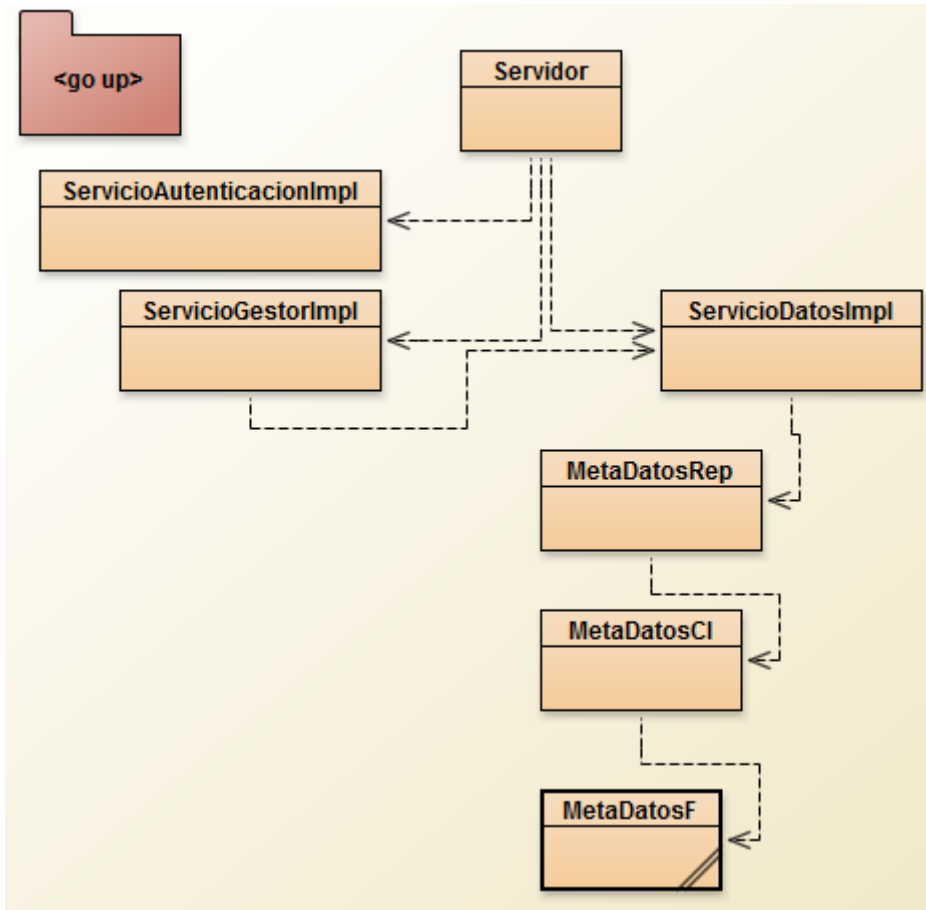 <go up>
Servidor
ServicioAutenticacionImpl
ServicioGestorImpl
ServicioDatosImpl
MetaDatosRep
MetaDatosCl
MetaDatosF